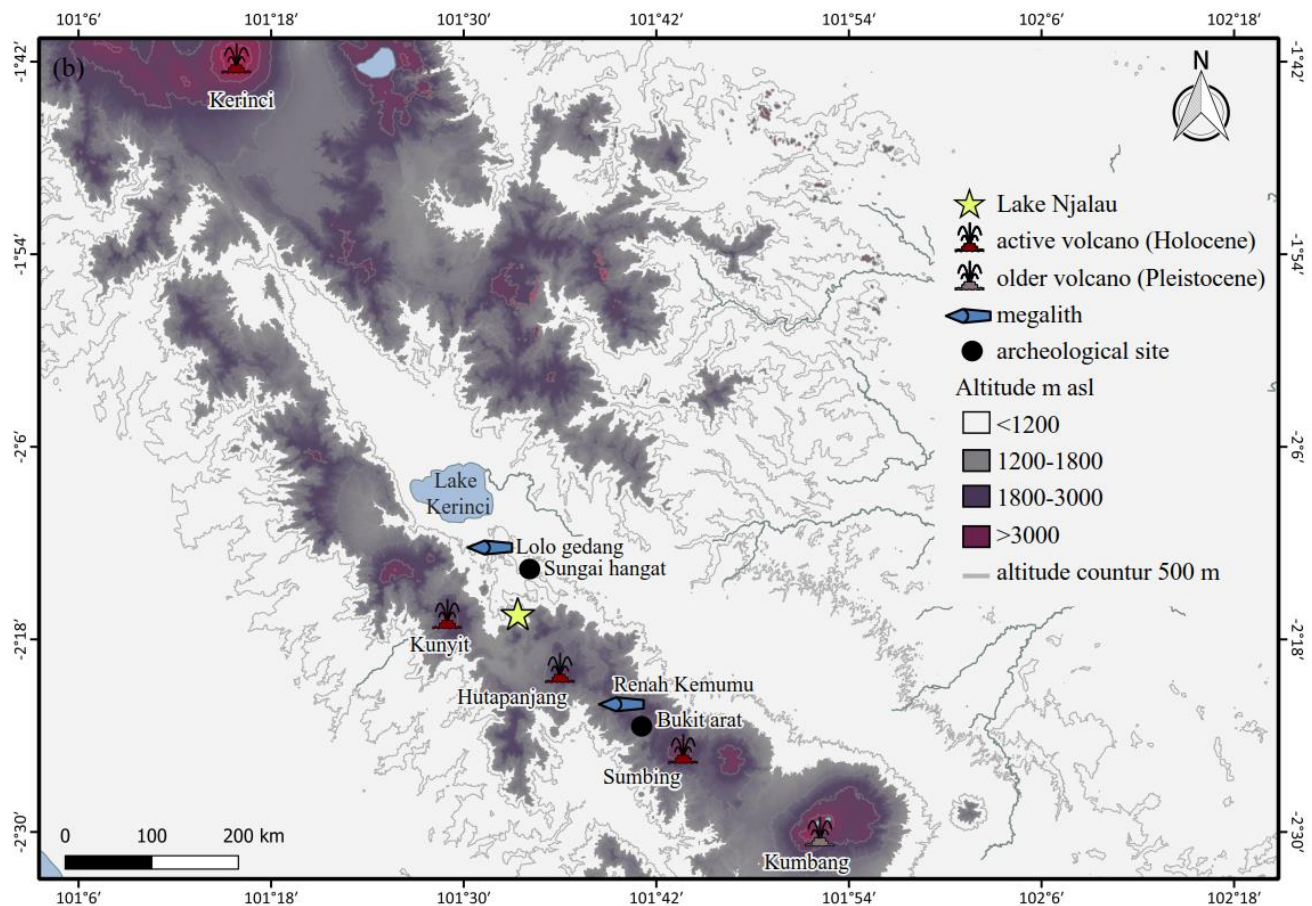 101°6′ 101°18′ 101°30′ 101°42′ 101°54′ 102°6′ 102°18′
-1°42′ -1°42′
(b)
N
Kerinci
Lake Njalau
active volcano (Holocene)
-1°54′ -1°54′
older volcano (Pleistocene)
megalith
archeological site
Altitude m asl
<1200
-2°6′ -2°6′
1200-1800
Lake
Kerinci
1800-3000
>3000
Lolo gedang
Sungai hangat
altitude countur 500 m
-2°18′ -2°18′
Kunyit
Hutapanjang
Renah Kemumu
Bukit arat
Sumbing
-2°30′ -2°30′
0 100 200 km
Kumbang
101°6′ 101°18′ 101°30′ 101°42′ 101°54′ 102°6′ 102°18′